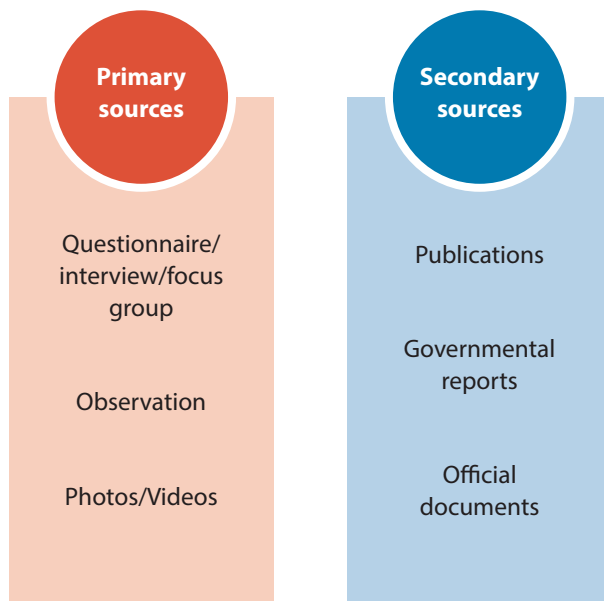 Primary
sources
Questionnaire/
interview/focus
group
Observation
Photos/Videos
Secondary
sources
Publications
Governmental
reports
Official
documents